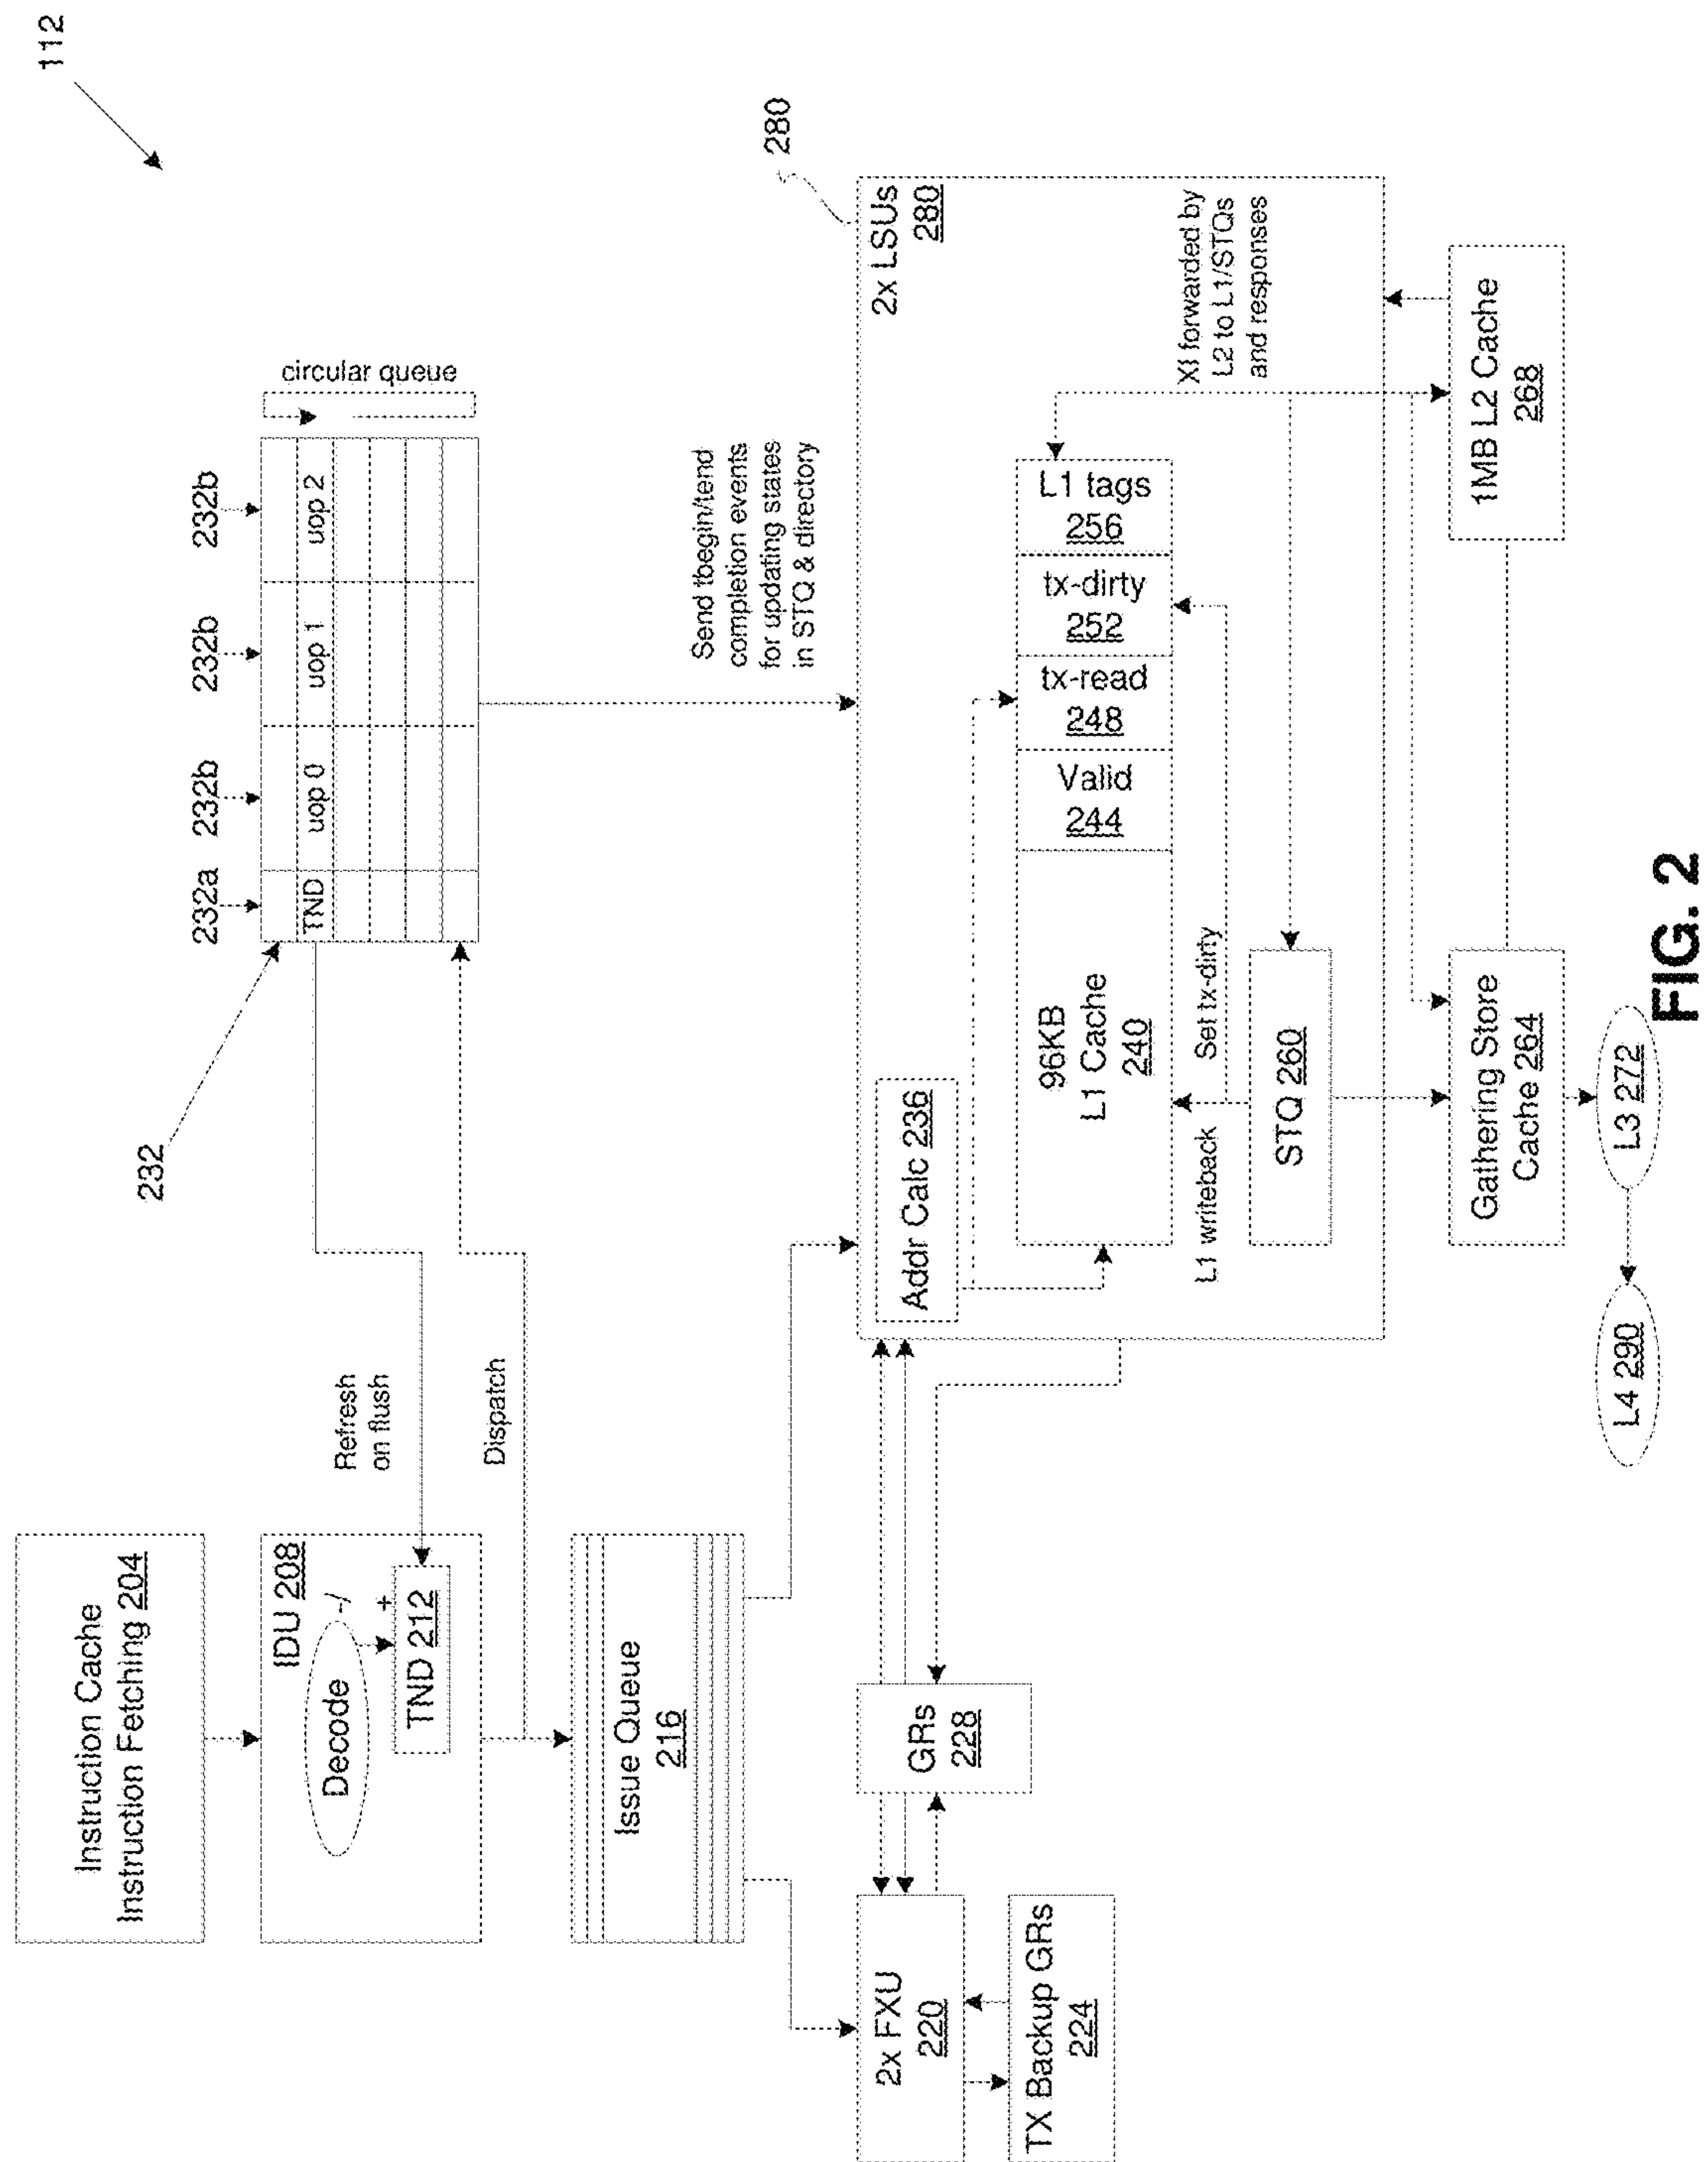 112
Instruction Cache
Instruction Fetching 204
IDU 208
Decode
-/
+
TND 212
Refresh
on flush
Dispatch
232
232a
232b
232b
232b
TND
uop 0
uop 1
uop 2
circular queue
Issue Queue
216
Send tbegin/tend
completion events
for updating states
in STQ & directory
280
2x FXU
220
TX Backup GRs
224
GRs
228
2x LSUs
280
Addr Calc 236
96KB
L1 Cache
240
Valid
244
tx-read
248
tx-dirty
252
L1 tags
256
XI forwarded by
L2 to L1/STQs
and responses
L1 writeback
Set tx-dirty
STQ 260
Gathering Store
Cache 264
1MB L2 Cache
268
L4 290
L3 272
FIG. 2